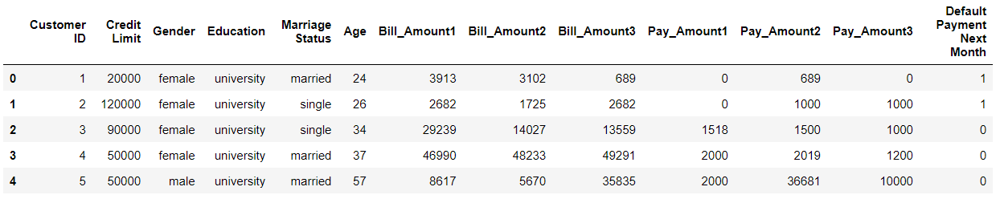 Customer ID Credit Limit Gender Education Marriage Status Age Bill_Amount1 Bill_Amount2 Bill_Amount3 Pay_Amount1 Pay_Amount2 Pay_Amount3 Default Payment Next Month
0 1 20000 female university married 24 3913 3102 689 0 689 0 1
1 2 120000 female university single 26 2682 1725 2682 0 1000 1000 1
2 3 90000 female university single 34 29239 14027 13559 1518 1500 1000 0
3 4 50000 female university married 37 46990 48233 49291 2000 2019 1200 0
4 5 50000 male university married 57 8617 5670 35835 2000 36681 10000 0